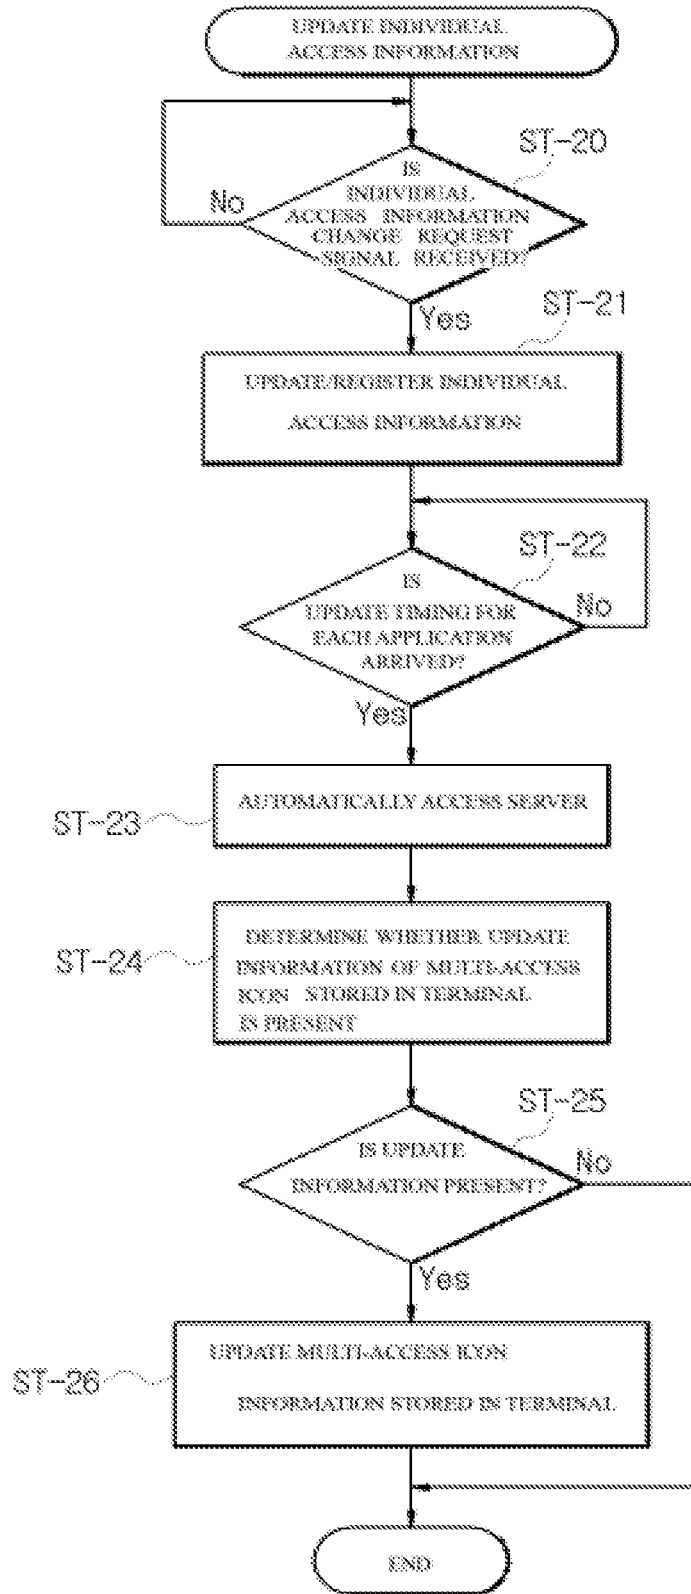 UPDATE INDIVIDUAL
ACCESS INFORMATION
ST-20
IS
INDIVIDUAL
ACCESS INFORMATION
CHANGE REQUEST
SIGNAL RECEIVED?
No
Yes
ST-21
UPDATE/REGISTER INDIVIDUAL
ACCESS INFORMATION
ST-22
IS
UPDATE TIMING FOR
EACH APPLICATION
ARRIVED?
No
Yes
AUTOMATICALLY ACCESS SERVER
ST-23
DETERMINE WHETHER UPDATE
INFORMATION OF MULTI-ACCESS
ICON STORED IN TERMINAL
IS PRESENT
ST-24
ST-25
IS UPDATE
INFORMATION PRESENT?
No
Yes
UPDATE MULTI-ACCESS ICON
INFORMATION STORED IN TERMINAL
ST-26
END